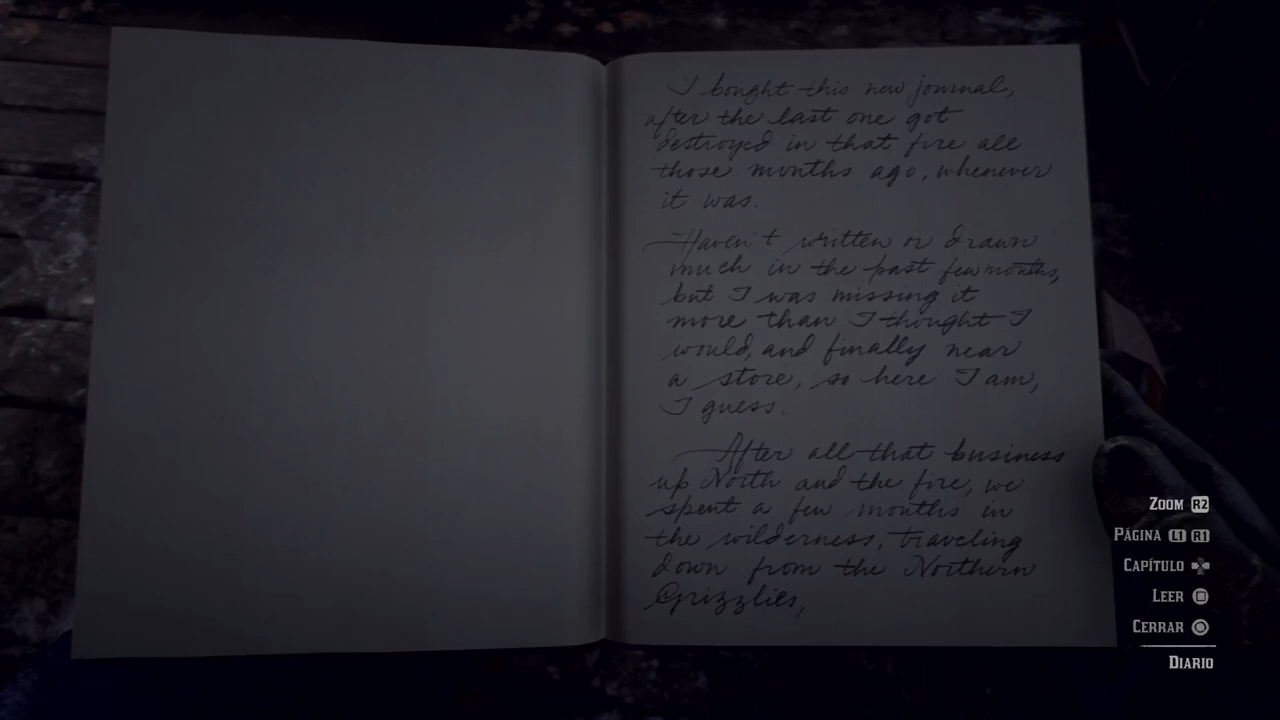 I bought this new journal,
after the last one got
destroyed in that fire all
those months ago, whenever
it was.
Haven't written or drawn
much in the past few months,
but I was missing it
more than I thought I
would, and finally near
a store, so here I am,
I guess.
After all that business
up North and the fire, we
spent a few months in
the wilderness, traveling
down from the Northern
Grizzlies,
ZOOM R2
PÁGINA L1 R1
CAPÍTULO
LEER
CERRAR
DIARIO